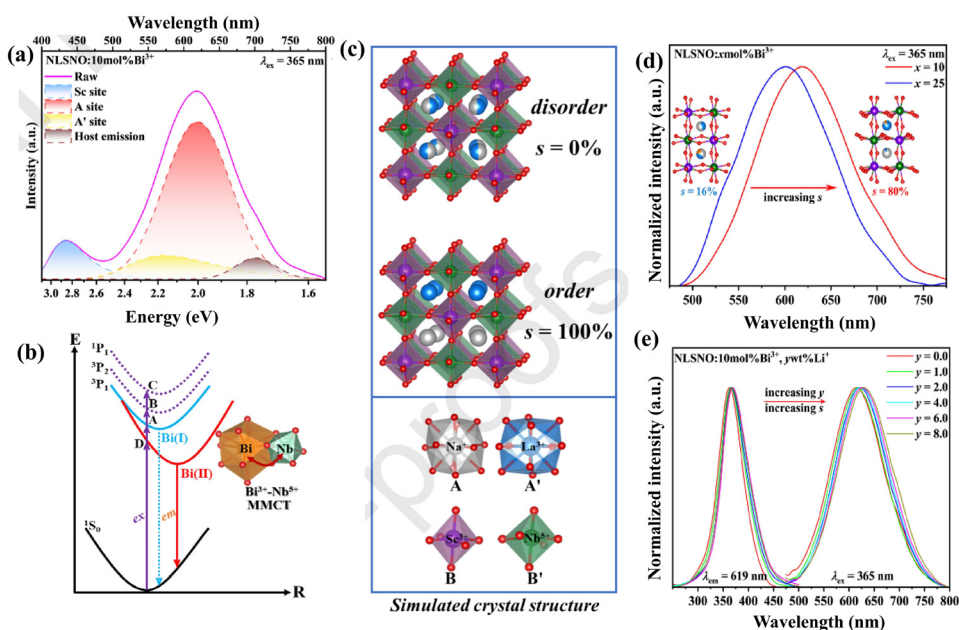 (a)
Wavelength (nm)
400 450 500 550 600 650 700 750 800
NLSNO:10mol%Bi³⁺
λex = 365 nm
Raw
Sc site
A site
A' site
Host emission
Intensity (a.u.)
3.0 2.8 2.6 2.4 2.2 2.0 1.8 1.6
Energy (eV)
(b)
E
¹P₁
³P₂
³P₁
C
B
A
D
Bi(I)
Bi(II)
Bi
Nb
Bi³⁺-Nb⁵⁺
MMCT
ex
em
¹S₀
R
(c)
disorder
s = 0%
order
s = 100%
Na⁺
La³⁺
A
A'
Sc³⁺
Nb⁵⁺
B
B'
Simulated crystal structure
(d)
NLSNO:xmol%Bi³⁺
λex = 365 nm
x = 10
x = 25
s = 16%
increasing s
s = 80%
Normalized intensity (a.u.)
500 550 600 650 700 750
Wavelength (nm)
(e)
NLSNO:10mol%Bi³⁺, ywt%Li⁺
increasing y
increasing s
y = 0.0
y = 1.0
y = 2.0
y = 4.0
y = 6.0
y = 8.0
λem = 619 nm
λex = 365 nm
Normalized intensity (a.u.)
300 350 400 450 500 550 600 650 700 750 800
Wavelength (nm)